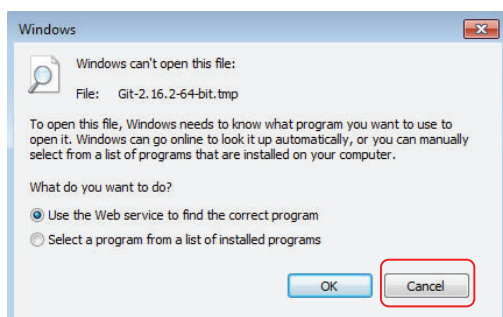 Windows
Windows can't open this file:
File: Git-2.16.2-64-bit.tmp
To open this file, Windows needs to know what program you want to use to
open it. Windows can go online to look it up automatically, or you can manually
select from a list of programs that are installed on your computer.
What do you want to do?
Use the Web service to find the correct program
Select a program from a list of installed programs
OK Cancel